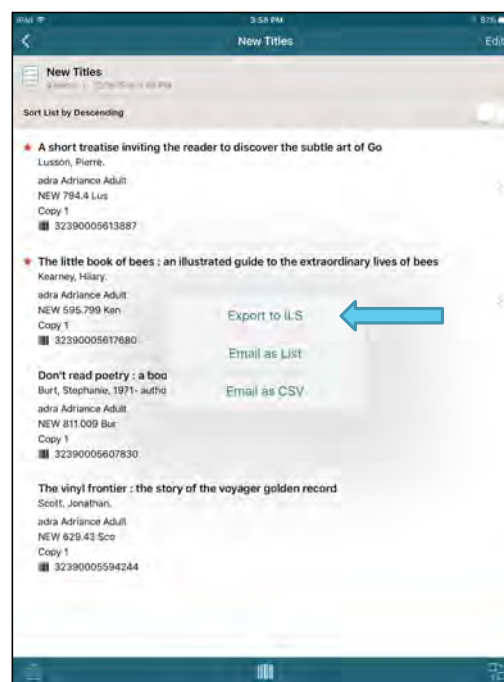 iPad
3:58 PM
87%
New Titles
Edit
New Titles
Sort List by Descending
A short treatise inviting the reader to discover the subtle art of Go
Lusson, Pierre.
adra Adriance Adult
NEW 794.4 Lus
Copy 1
32390005613887
The little book of bees : an illustrated guide to the extraordinary lives of bees
Kearney, Hilary.
adra Adriance Adult
NEW 595.799 Ken
Copy 1
32390005617680
Export to ILS
Email as List
Email as CSV
Don't read poetry : a boo
Burt, Stephanie, 1971- autho
adra Adriance Adult
NEW 811.009 Bur
Copy 1
32390005607830
The vinyl frontier : the story of the voyager golden record
Scott, Jonathan,
adra Adriance Adult
NEW 629.43 Sco
Copy 1
32390005594244